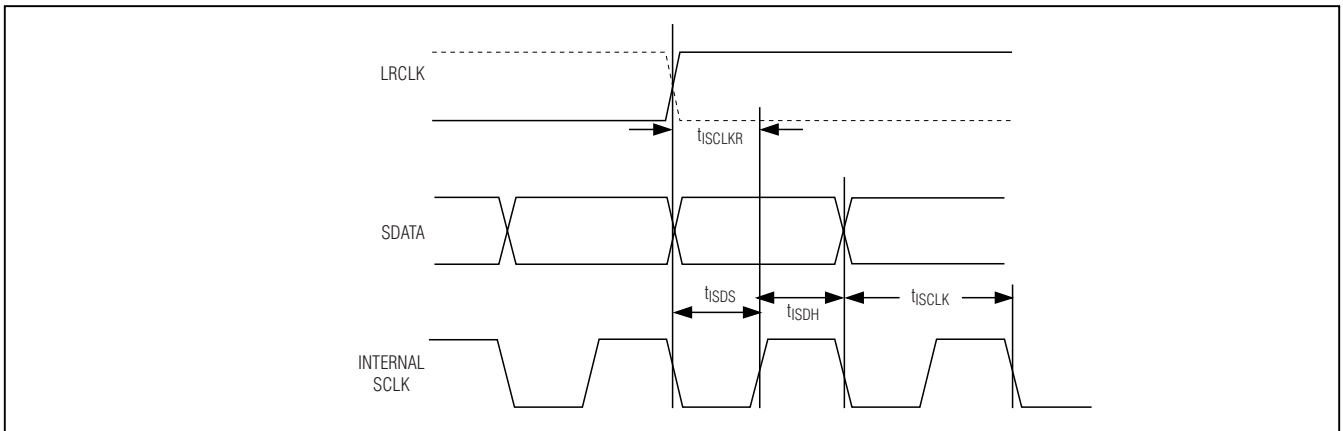 LRCLK
tISCLKR
SDATA
tISDS
tISDH
tISCLK
INTERNAL
SCLK